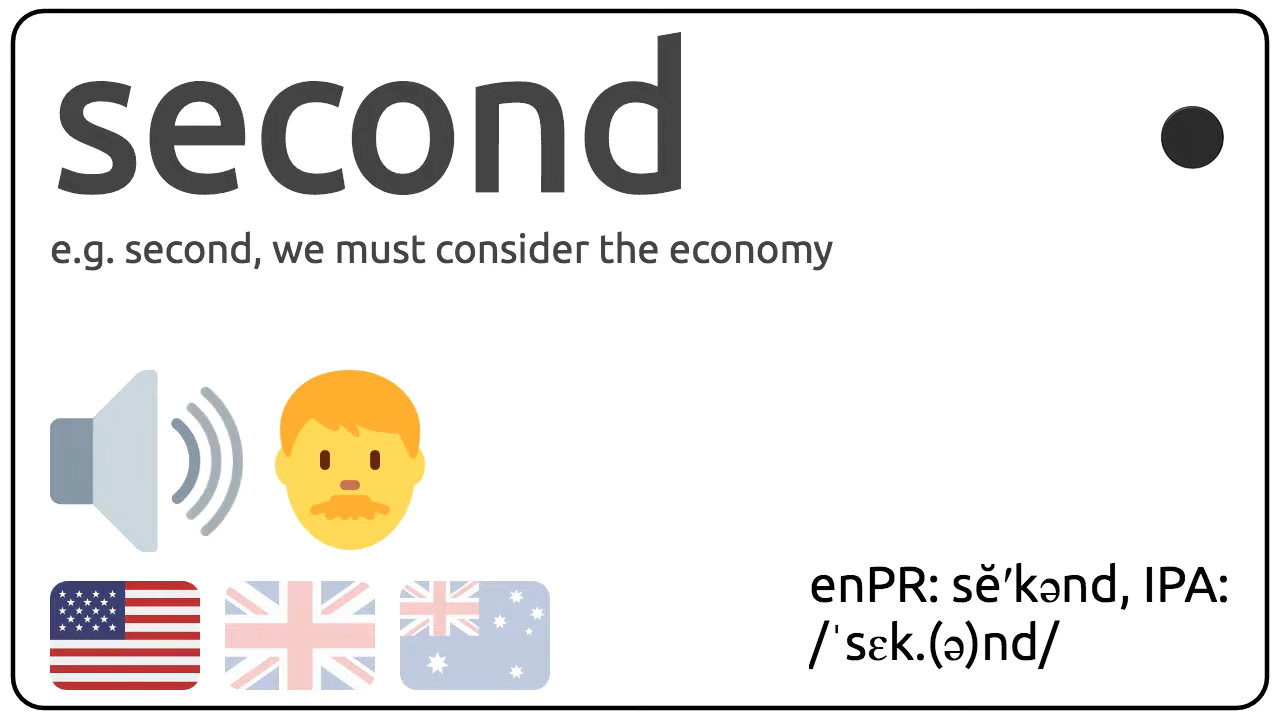 second
e.g. second, we must consider the economy
enPR: sĕ′kənd, IPA:
/ˈsɛk.(ə)nd/